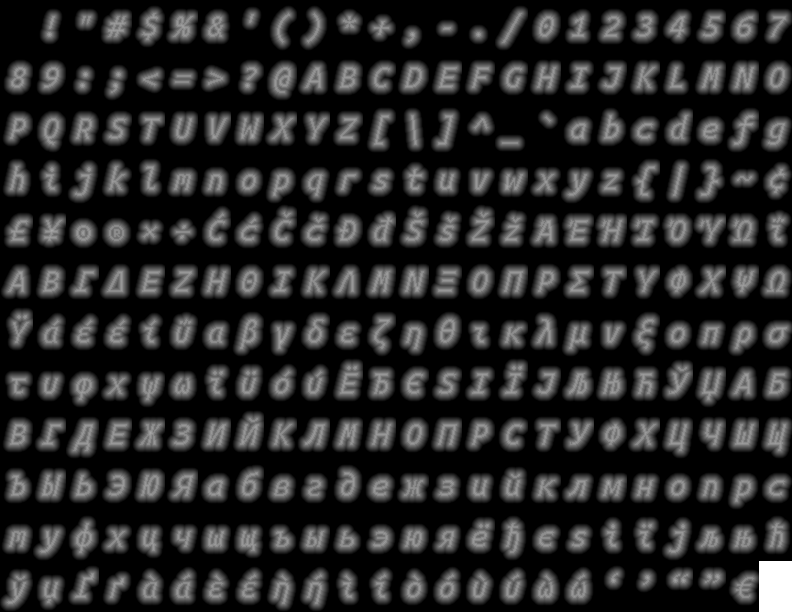 ! " # $ % & ' ( ) * + , - . / 0 1 2 3 4 5 6 7
8 9 : ; < = > ? @ A B C D E F G H I J K L M N O
P Q R S T U V W X Y Z [ \ ] ^ _ ` a b c d e f g
h i j k l m n o p q r s t u v w x y z { | } ~ ¢
£ ¥ © ® × ÷ Ć ć Č č Đ đ Š š Ž ž Ά Έ Ή Ί Ό Ύ Ώ ΐ
Α Β Γ Δ Ε Ζ Η Θ Ι Κ Λ Μ Ν Ξ Ο Π Ρ Σ Τ Υ Φ Χ Ψ Ω
Ϋ ά έ ή ί ΰ α β γ δ ε ζ η θ ι κ λ μ ν ξ ο π ρ σ
τ υ φ χ ψ ω ϊ ϋ ό ύ Ё Ђ Є Ѕ І Ї Ј Љ Њ Ћ Ў Џ А Б
В Г Д Е Ж З И Й К Л М Н О П Р С Т У Ф Х Ц Ч Ш Щ
Ъ Ы Ь Э Ю Я а б в г д е ж з и й к л м н о п р с
т у ф х ц ч ш щ ъ ы ь э ю я ё ђ є ѕ і ї ј љ њ ћ
ў џ Ґ ґ ὰ ά ὲ έ ὴ ή ὶ ί ὸ ό ὺ ύ ὼ ώ ‘ ’ “ ” €